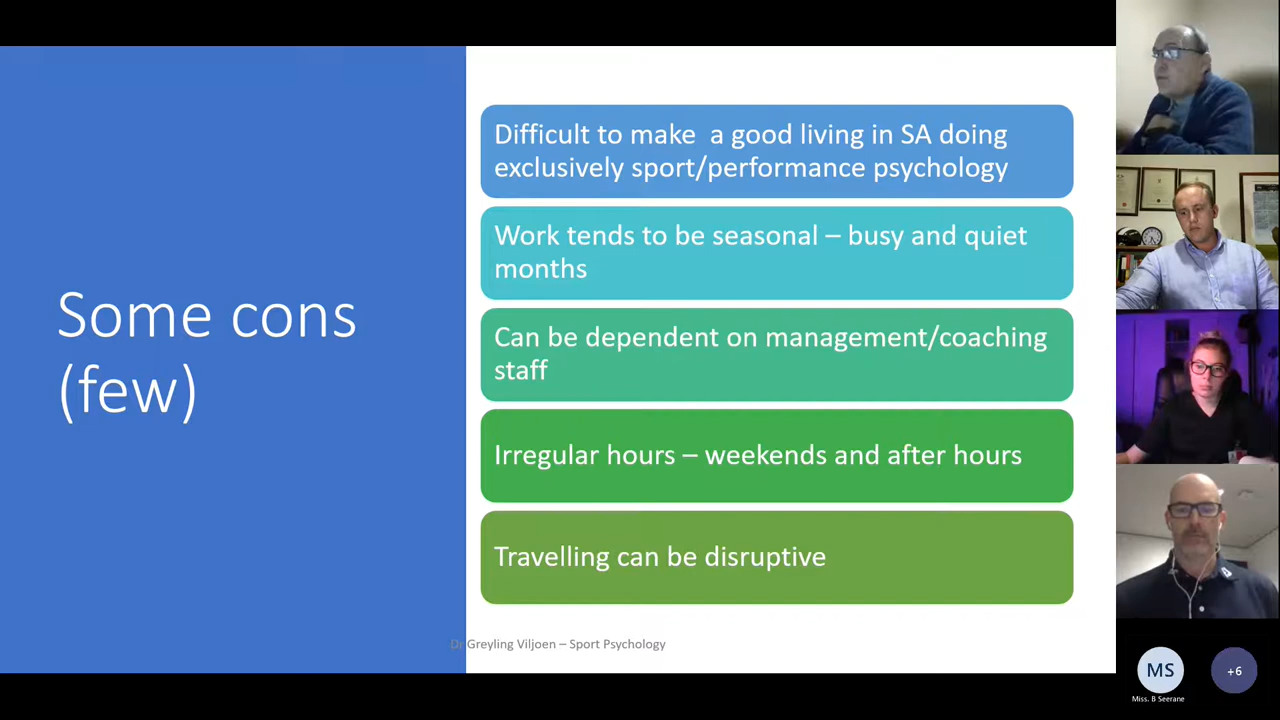 Some cons
(few)
Difficult to make  a good living in SA doing
exclusively sport/performance psychology
Work tends to be seasonal – busy and quiet
months
Can be dependent on management/coaching
staff
Irregular hours – weekends and after hours
Travelling can be disruptive
Dr Greyling Viljoen – Sport Psychology
MS
+6
Miss. B Seerane